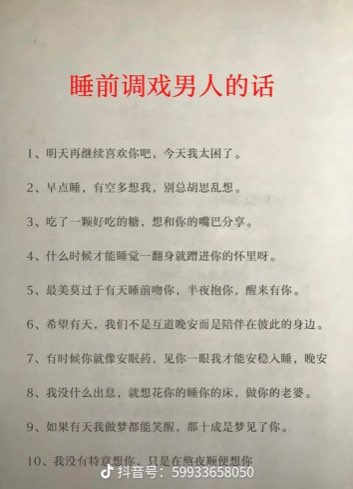 睡前调戏男人的话
1、明天再继续喜欢你吧，今天我太困了。
2、早点睡，有空多想我，别总胡思乱想。
3、吃了一颗好吃的糖，想和你的嘴巴分享。
4、什么时候才能睡觉一翻身就蹭进你的怀里呀。
5、最美莫过于有天睡前吻你，半夜抱你，醒来有你。
6、希望有天，我们不是互道晚安而是陪伴在彼此的身边。
7、有时候你就像安眠药，见你一眼我才能安稳入睡，晚安
8、我没什么出息，就想花你的睡你的床，做你的老婆。
9、如果有天我做梦都能笑醒，那十成是梦见了你。
10、我没有特意想你，只是在熬夜顺便想你
抖音号：59933658050